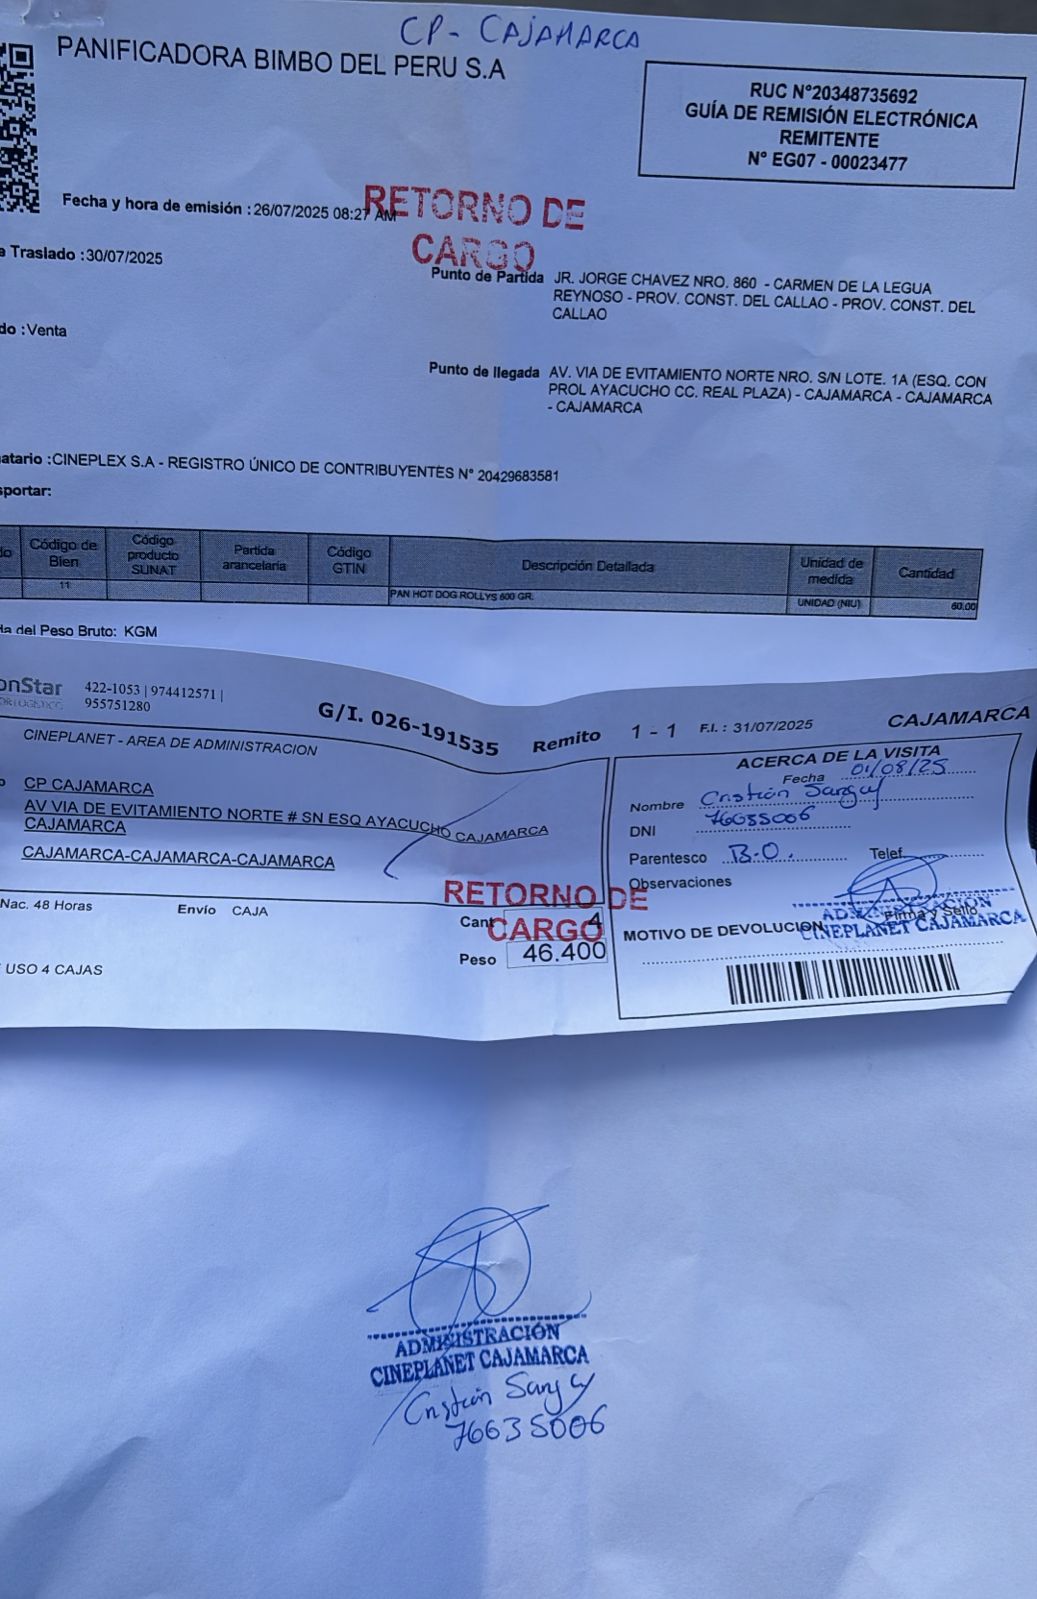 CP- CAJAMARCA
PANIFICADORA BIMBO DEL PERU S.A
RUC N°20348735692
GUÍA DE REMISIÓN ELECTRÓNICA
REMITENTE
N° EG07 - 00023477
Fecha y hora de emisión : 26/07/2025 08:27 AM
RETORNO DE
CARGO
e Traslado : 30/07/2025
Punto de Partida JR. JORGE CHAVEZ NRO. 860 - CARMEN DE LA LEGUA
REYNOSO - PROV. CONST. DEL CALLAO - PROV. CONST. DEL
CALLAO
do : Venta
Punto de llegada AV. VIA DE EVITAMIENTO NORTE NRO. S/N LOTE. 1A (ESQ. CON
PROL AYACUCHO CC. REAL PLAZA) - CAJAMARCA - CAJAMARCA
- CAJAMARCA
atario : CINEPLEX S.A - REGISTRO ÚNICO DE CONTRIBUYENTES N° 20429683581
sportar:
do Código de Bien Código producto SUNAT Partida arancelaria Código GTIN Descripción Detallada Unidad de medida Cantidad
11 PAN HOT DOG ROLLYS 600 GR. UNIDAD (NIU) 60.00
da del Peso Bruto: KGM
onStar 422-1053 | 974412571 |
955751280
G/I. 026-191535 Remito 1 - 1 F.I. : 31/07/2025 CAJAMARCA
CINEPLANET - AREA DE ADMINISTRACION
CP CAJAMARCA
AV VIA DE EVITAMIENTO NORTE # SN ESQ AYACUCHO CAJAMARCA
CAJAMARCA
CAJAMARCA-CAJAMARCA-CAJAMARCA
Nac. 48 Horas Envío CAJA
RETORNO DE
CARGO
Cant 4
Peso 46.400
USO 4 CAJAS
ACERCA DE LA VISITA
Fecha 01/08/25
Nombre Cristian Sangay
DNI 76635006
Parentesco B.O. Telef.
Observaciones
Firma y Sello
ADMINISTRACIÓN
CINEPLANET CAJAMARCA
MOTIVO DE DEVOLUCION
ADMINISTRACIÓN
CINEPLANET CAJAMARCA
Cristian Sangay
76635006